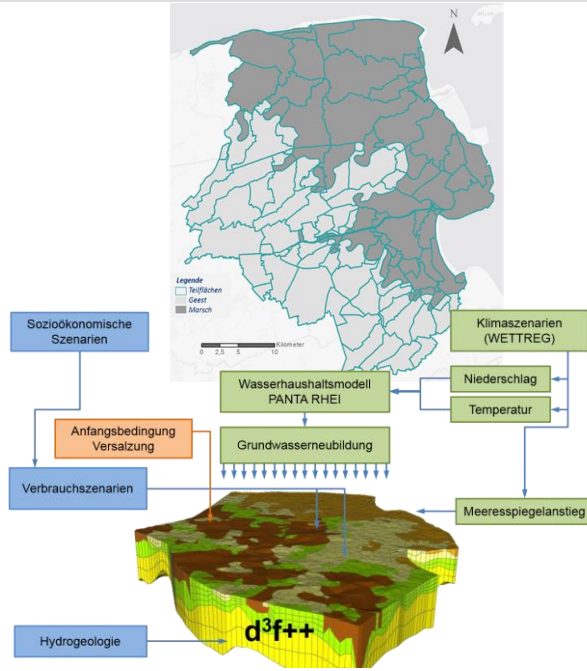 N
Legende
Teilflächen
Geest
Marsch
Kilometer
0 2,5 5 10
Sozioökonomische
Szenarien
Klimaszenarien
(WETTREG)
Wasserhaushaltsmodell
PANTA RHEI
Niederschlag
Temperatur
Anfangsbedingung
Versalzung
Grundwasserneubildung
Verbrauchszenarien
Meeresspiegelanstieg
d³f++
Hydrogeologie